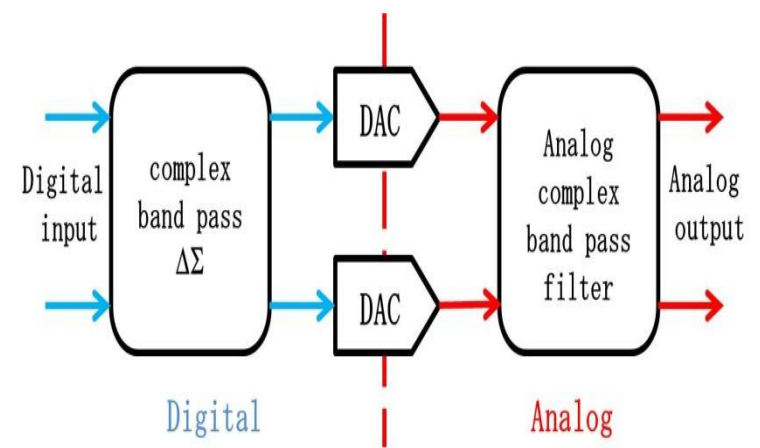 Digital
input
complex
band pass
ΔΣ
DAC
DAC
Analog
complex
band pass
filter
Analog
output
Digital
Analog